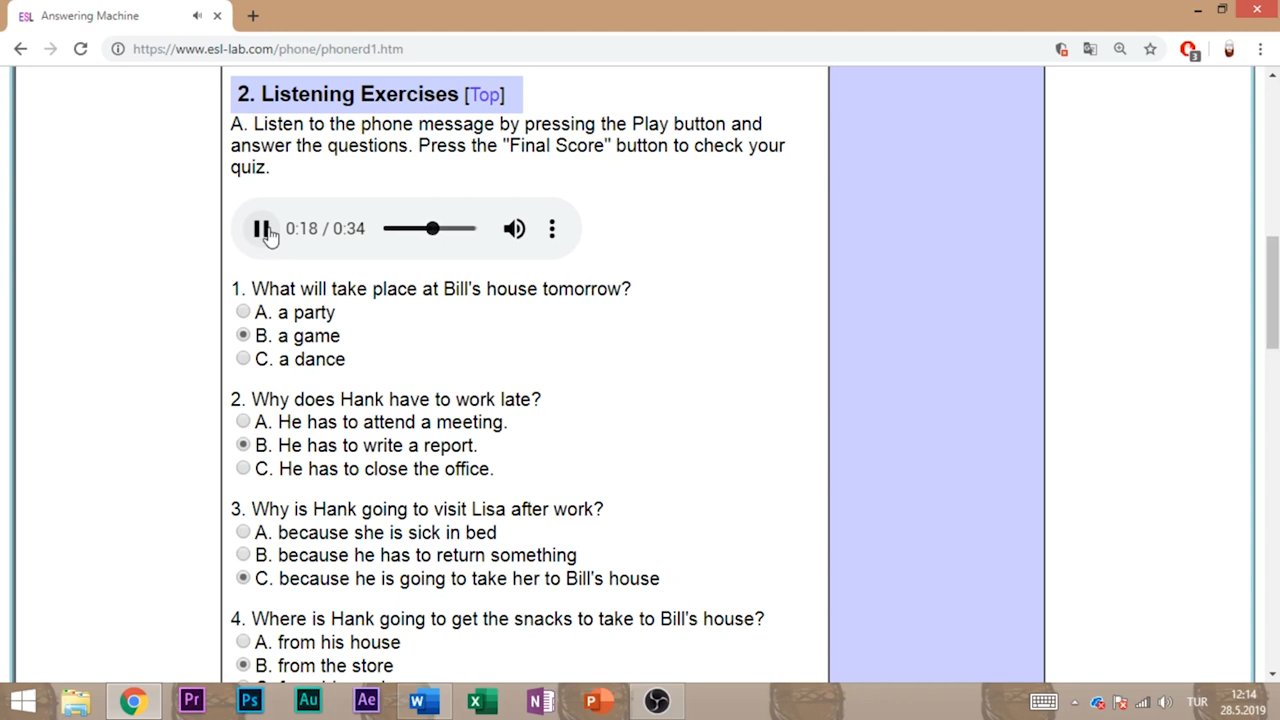 ESL Answering Machine
https://www.esl-lab.com/phone/phonerd1.htm
3
2. Listening Exercises [Top]
A. Listen to the phone message by pressing the Play button and
answer the questions. Press the "Final Score" button to check your
quiz.
0:18 / 0:34
1. What will take place at Bill's house tomorrow?
A. a party
B. a game
C. a dance
2. Why does Hank have to work late?
A. He has to attend a meeting.
B. He has to write a report.
C. He has to close the office.
3. Why is Hank going to visit Lisa after work?
A. because she is sick in bed
B. because he has to return something
C. because he is going to take her to Bill's house
4. Where is Hank going to get the snacks to take to Bill's house?
A. from his house
B. from the store
Pr Ps Au Ae W X N P TUR 12:14
28.5.2019